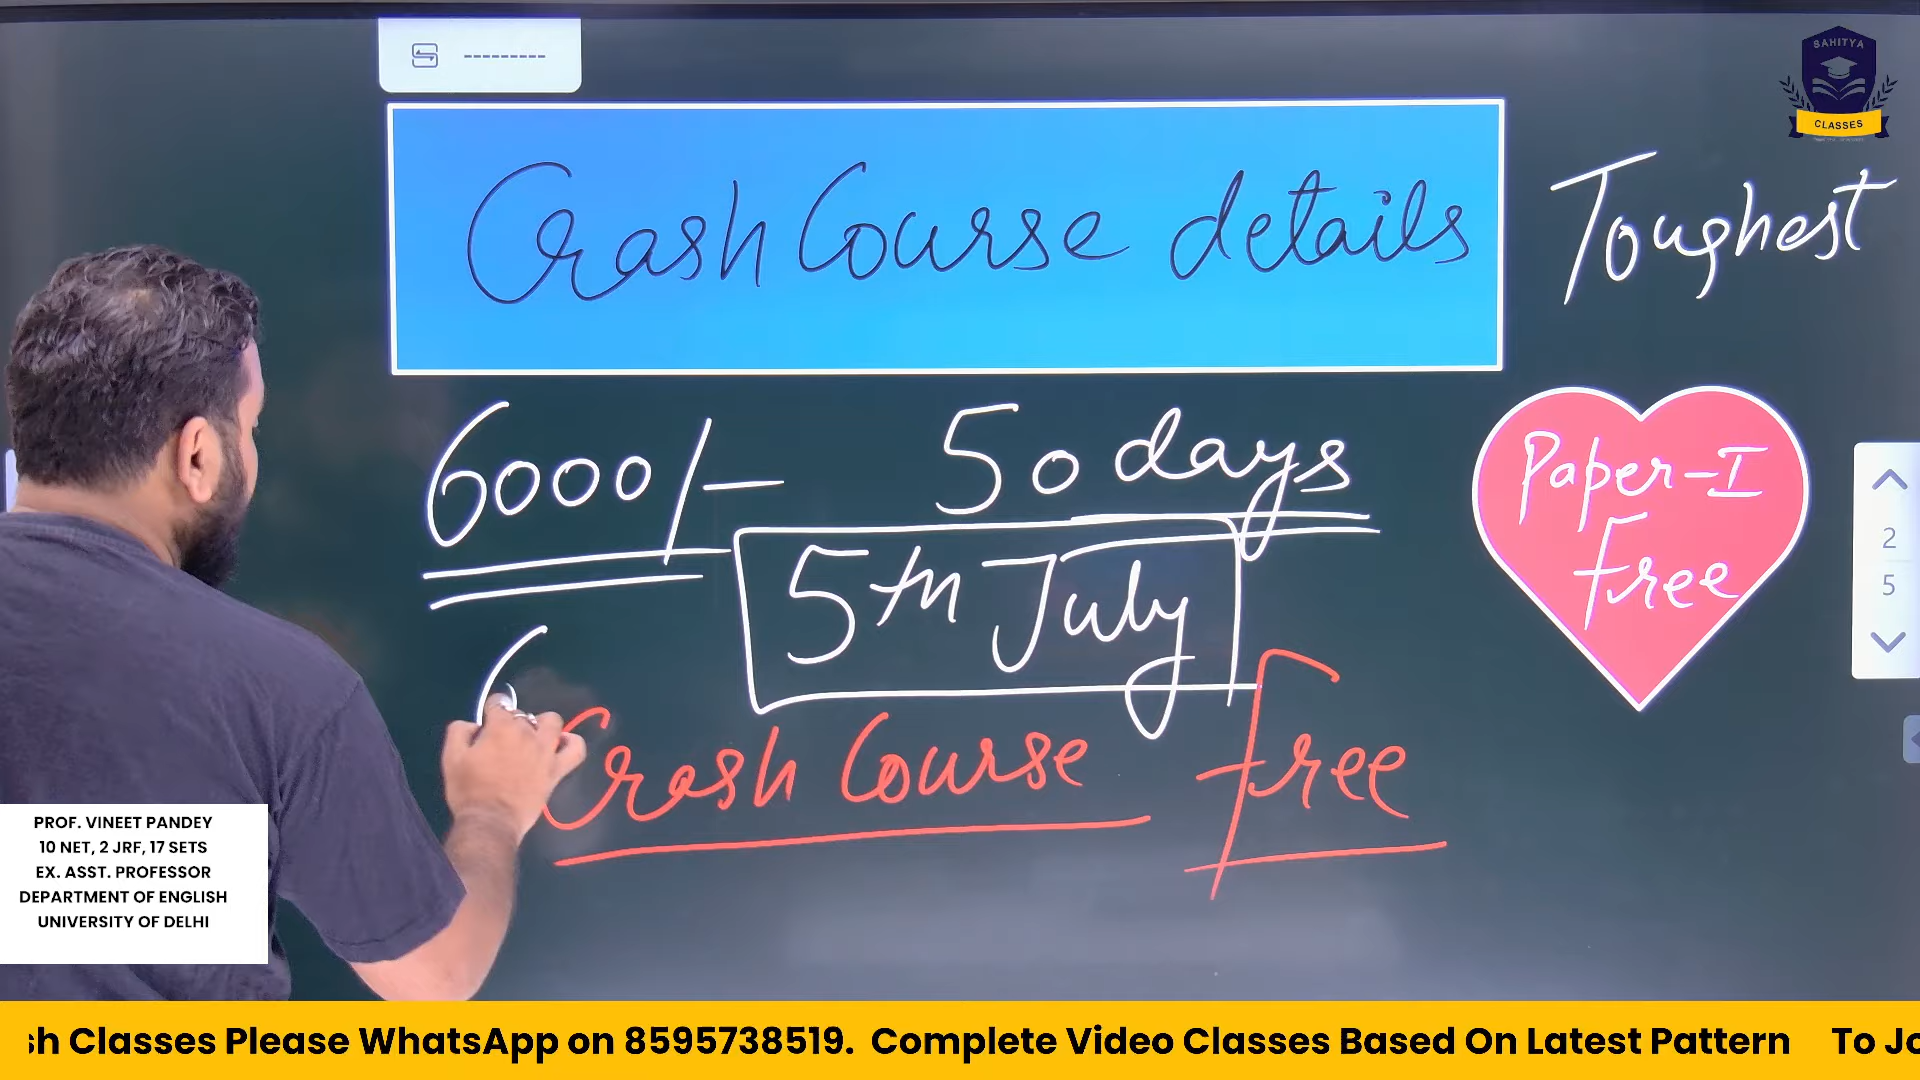 ---------
SAHITYA
CLASSES
Crash Course details
Toughest
6000/-
50 days
Paper-I
Free
5th July
2
5
Crash Course Free
PROF. VINEET PANDEY
10 NET, 2 JRF, 17 SETS
EX. ASST. PROFESSOR
DEPARTMENT OF ENGLISH
UNIVERSITY OF DELHI
Classes Please WhatsApp on 8595738519. Complete Video Classes Based On Latest Pattern To